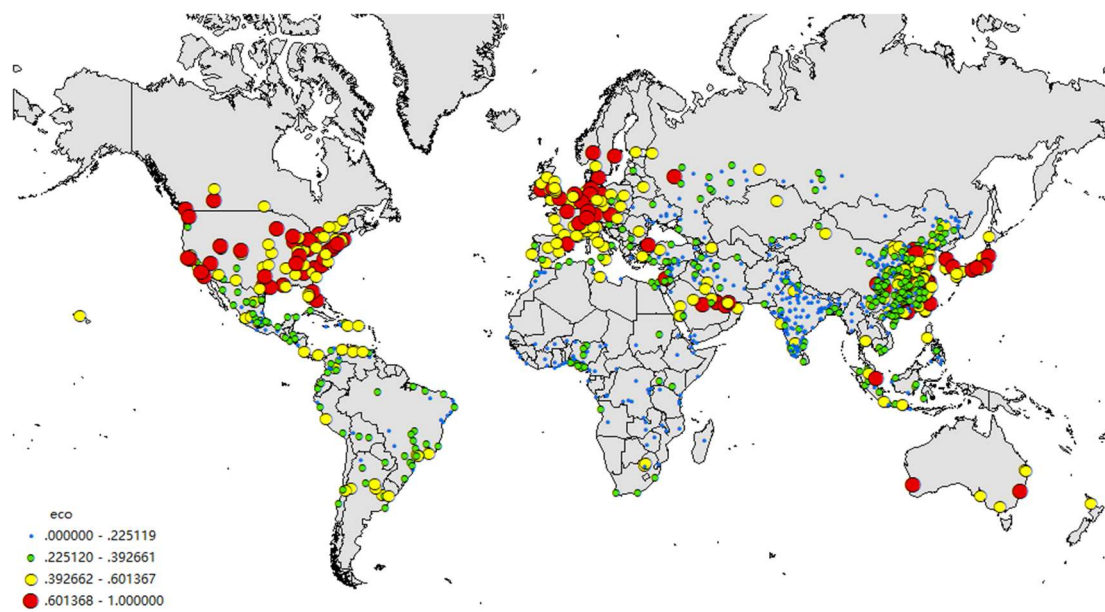 eco
.000000 - .225119
.225120 - .392661
.392662 - .601367
.601368 - 1.000000